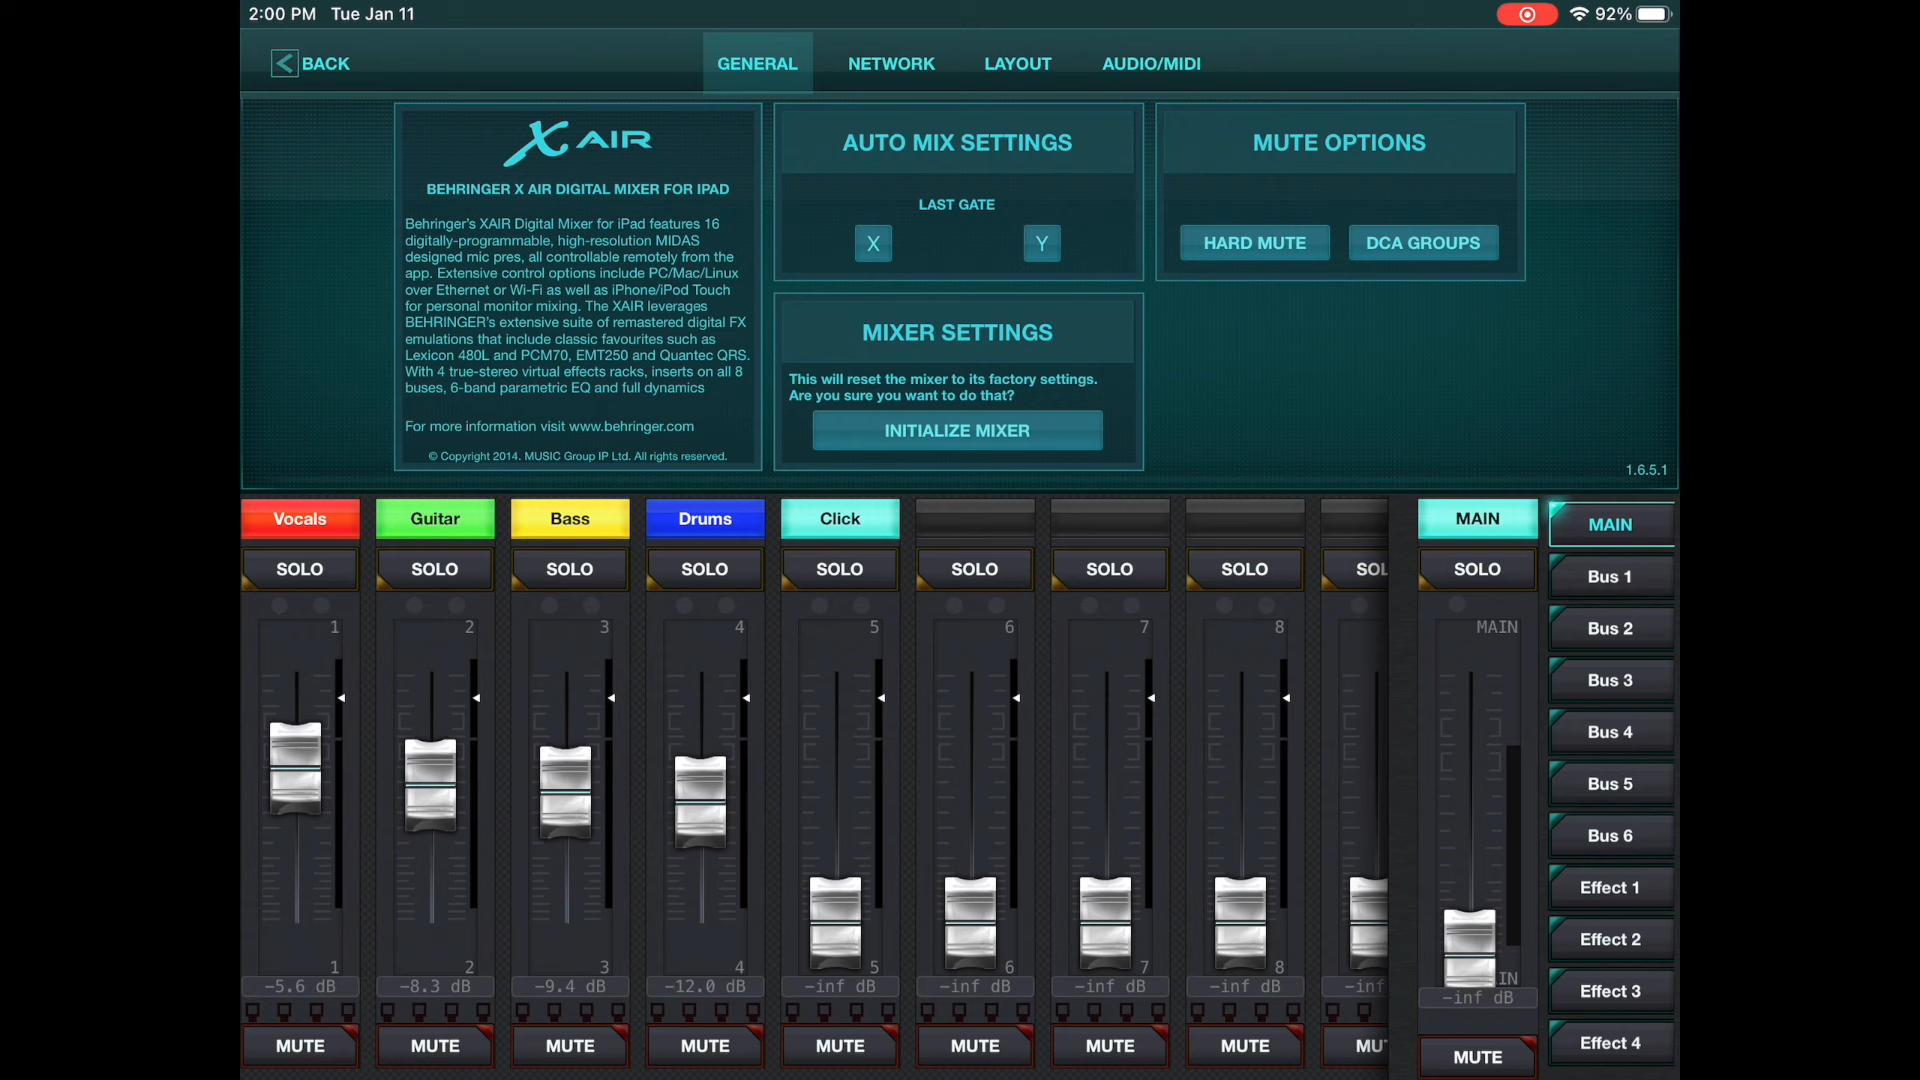 2:00 PM Tue Jan 11
92%
BACK
GENERAL
NETWORK
LAYOUT
AUDIO/MIDI
X AIR
BEHRINGER X AIR DIGITAL MIXER FOR IPAD
Behringer's XAIR Digital Mixer for iPad features 16
digitally-programmable, high-resolution MIDAS
designed mic pres, all controllable remotely from the
app. Extensive control options include PC/Mac/Linux
over Ethernet or Wi-Fi as well as iPhone/iPod Touch
for personal monitor mixing. The XAIR leverages
BEHRINGER's extensive suite of remastered digital FX
emulations that include classic favourites such as
Lexicon 480L and PCM70, EMT250 and Quantec QRS.
With 4 true-stereo virtual effects racks, inserts on all 8
buses, 6-band parametric EQ and full dynamics
For more information visit www.behringer.com
© Copyright 2014. MUSIC Group IP Ltd. All rights reserved.
AUTO MIX SETTINGS
LAST GATE
X Y
MIXER SETTINGS
This will reset the mixer to its factory settings.
Are you sure you want to do that?
INITIALIZE MIXER
MUTE OPTIONS
HARD MUTE DCA GROUPS
1.6.5.1
Vocals Guitar Bass Drums Click MAIN
SOLO SOLO SOLO SOLO SOLO SOLO SOLO SOLO SOL SOLO
1 2 3 4 5 6 7 8 MAIN
1 2 3 4 5 6 7 8 IN
-5.6 dB -8.3 dB -9.4 dB -12.0 dB -inf dB -inf dB -inf dB -inf dB -inf -inf dB
MUTE MUTE MUTE MUTE MUTE MUTE MUTE MUTE MU MUTE
MAIN
Bus 1
Bus 2
Bus 3
Bus 4
Bus 5
Bus 6
Effect 1
Effect 2
Effect 3
Effect 4